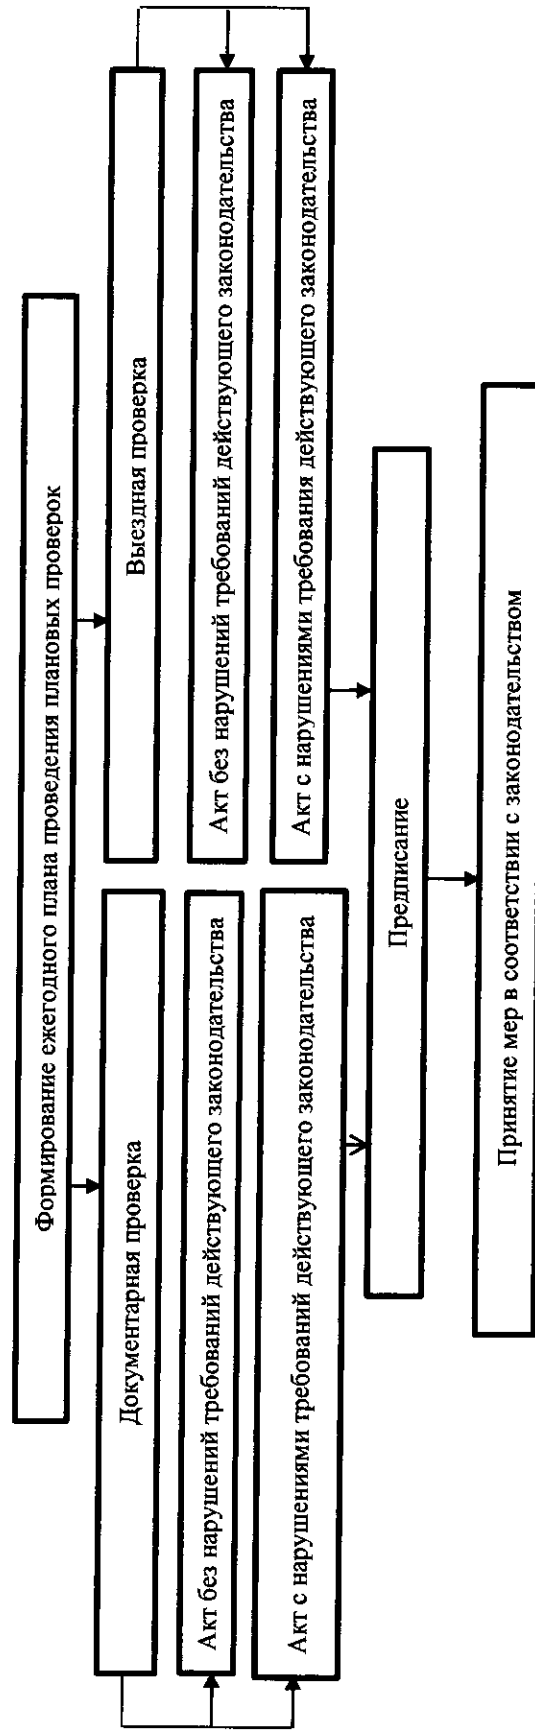 Формирование ежегодного плана проведения плановых проверок
Документарная проверка
Выездная проверка
Акт без нарушений требований действующего законодательства
Акт без нарушений требований действующего законодательства
Акт с нарушениями требований действующего законодательства
Акт с нарушениями требования действующего законодательства
Предписание
Принятие мер в соответствии с законодательством